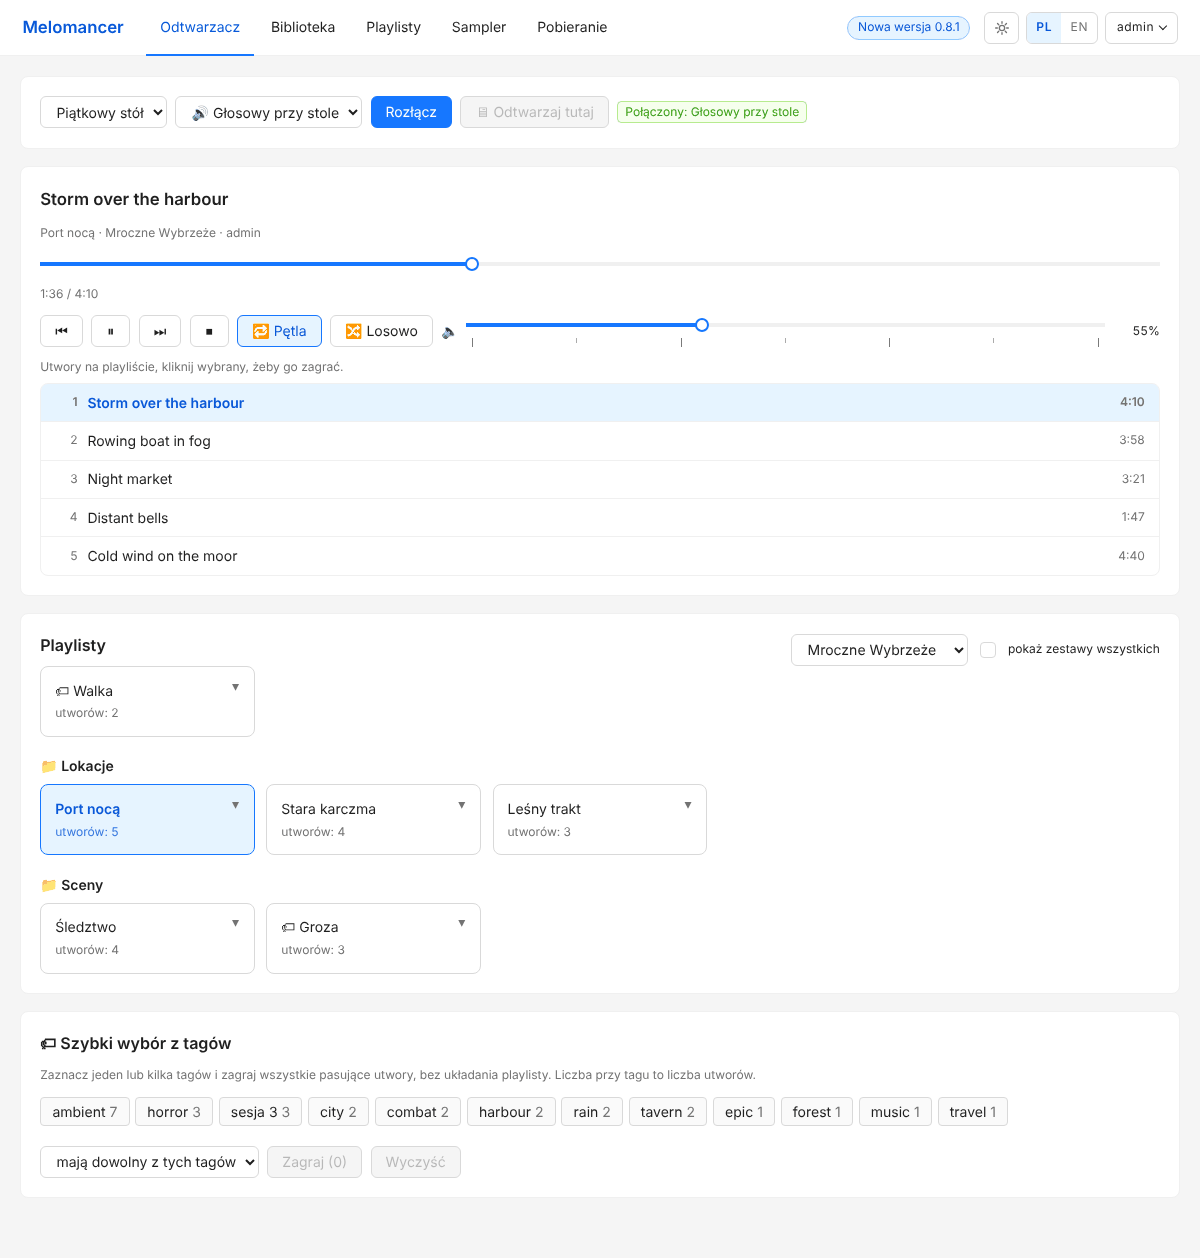 Melomancer Odtwarzacz Biblioteka Playlisty Sampler Pobieranie Nowa wersja 0.8.1 PL EN admin
Piątkowy stół 🔊 Głosowy przy stole Rozłącz 🖥 Odtwarzaj tutaj Połączony: Głosowy przy stole
Storm over the harbour
Port nocą · Mroczne Wybrzeże · admin
1:36 / 4:10
⏮ ⏸ ⏭ ⏹ 🔁 Pętla 🔀 Losowo 🔈 55%
Utwory na playliście, kliknij wybrany, żeby go zagrać.
1 Storm over the harbour 4:10
2 Rowing boat in fog 3:58
3 Night market 3:21
4 Distant bells 1:47
5 Cold wind on the moor 4:40
Playlisty Mroczne Wybrzeże pokaż zestawy wszystkich
🏷 Walka ▼
utworów: 2
📁 Lokacje
Port nocą ▼ Stara karczma ▼ Leśny trakt ▼
utworów: 5 utworów: 4 utworów: 3
📁 Sceny
Śledztwo ▼ 🏷 Groza ▼
utworów: 4 utworów: 3
🏷 Szybki wybór z tagów
Zaznacz jeden lub kilka tagów i zagraj wszystkie pasujące utwory, bez układania playlisty. Liczba przy tagu to liczba utworów.
ambient 7 horror 3 sesja 3 3 city 2 combat 2 harbour 2 rain 2 tavern 2 epic 1 forest 1 music 1 travel 1
mają dowolny z tych tagów Zagraj (0) Wyczyść